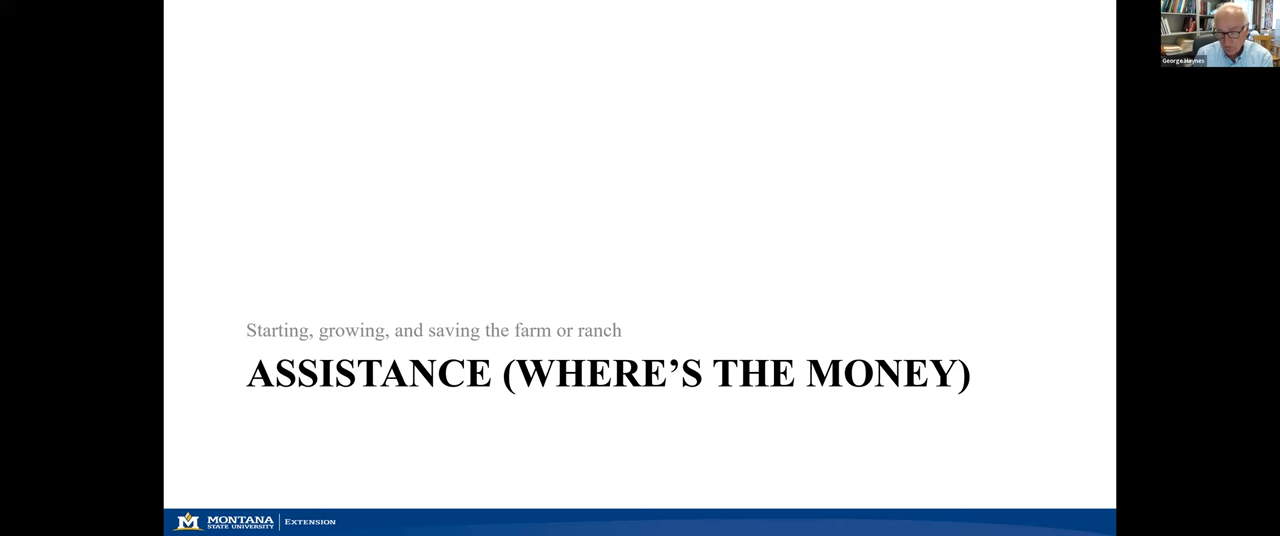 George Haynes
Starting, growing, and saving the farm or ranch
ASSISTANCE (WHERE’S THE MONEY)
M MONTANA
STATE UNIVERSITY
EXTENSION